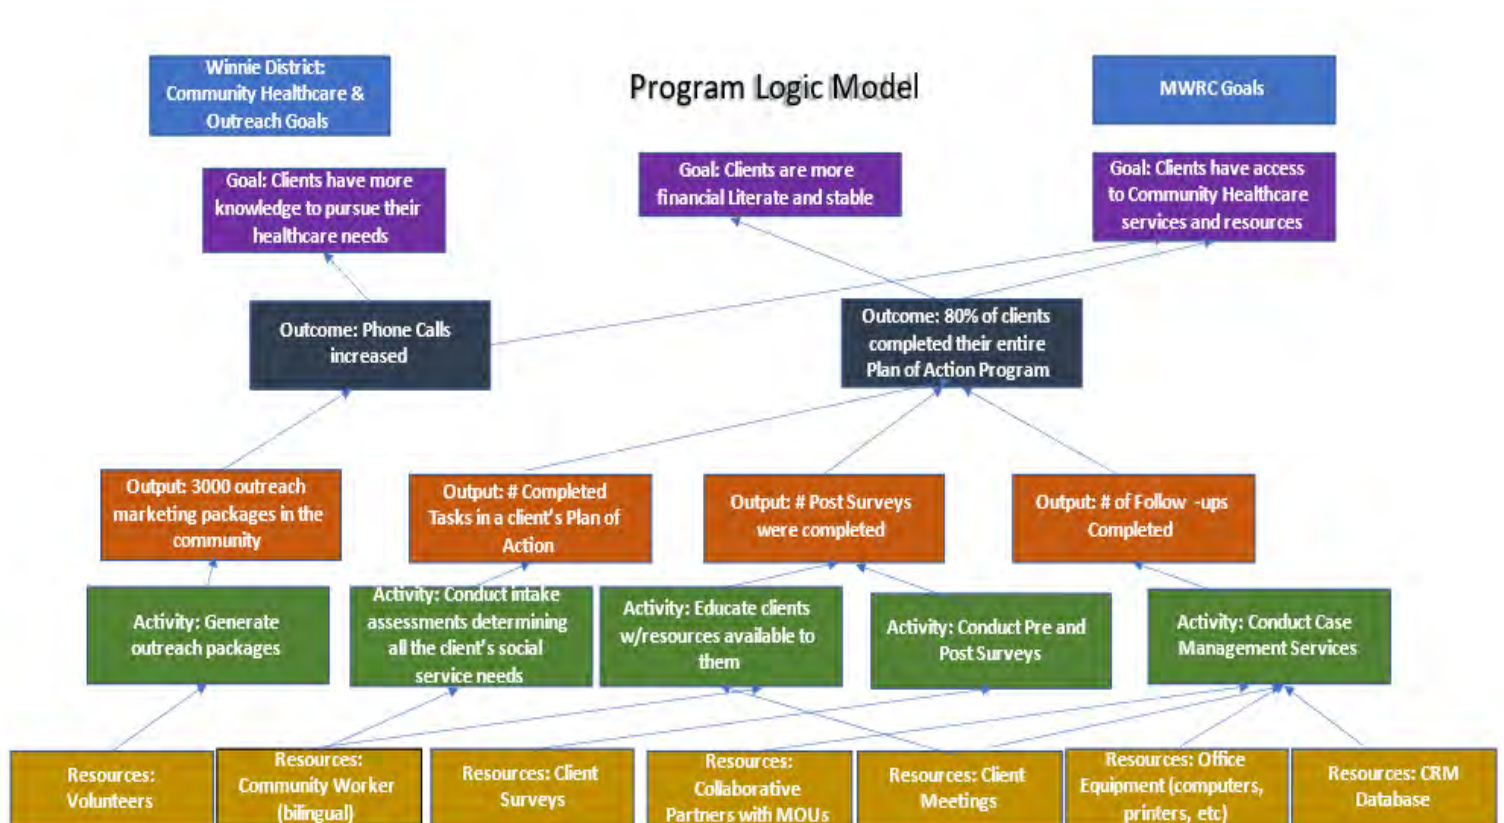 Winnie District:
Community Healthcare &
Outreach Goals
Program Logic Model
MWRC Goals
Goal: Clients have more
knowledge to pursue their
healthcare needs
Goal: Clients are more
financial Literate and stable
Goal: Clients have access
to Community Healthcare
services and resources
Outcome: Phone Calls
increased
Outcome: 80% of clients
completed their entire
Plan of Action Program
Output: 3000 outreach
marketing packages in the
community
Output: # Completed
Tasks in a client's Plan of
Action
Output: # Post Surveys
were completed
Output: # of Follow -ups
Completed
Activity: Generate
outreach packages
Activity: Conduct intake
assessments determining
all the client's social
service needs
Activity: Educate clients
w/resources available to
them
Activity: Conduct Pre and
Post Surveys
Activity: Conduct Case
Management Services
Resources:
Volunteers
Resources:
Community Worker
(bilingual)
Resources: Client
Surveys
Resources:
Collaborative
Partners with MOUs
Resources: Client
Meetings
Resources: Office
Equipment (computers,
printers, etc)
Resources: CRM
Database